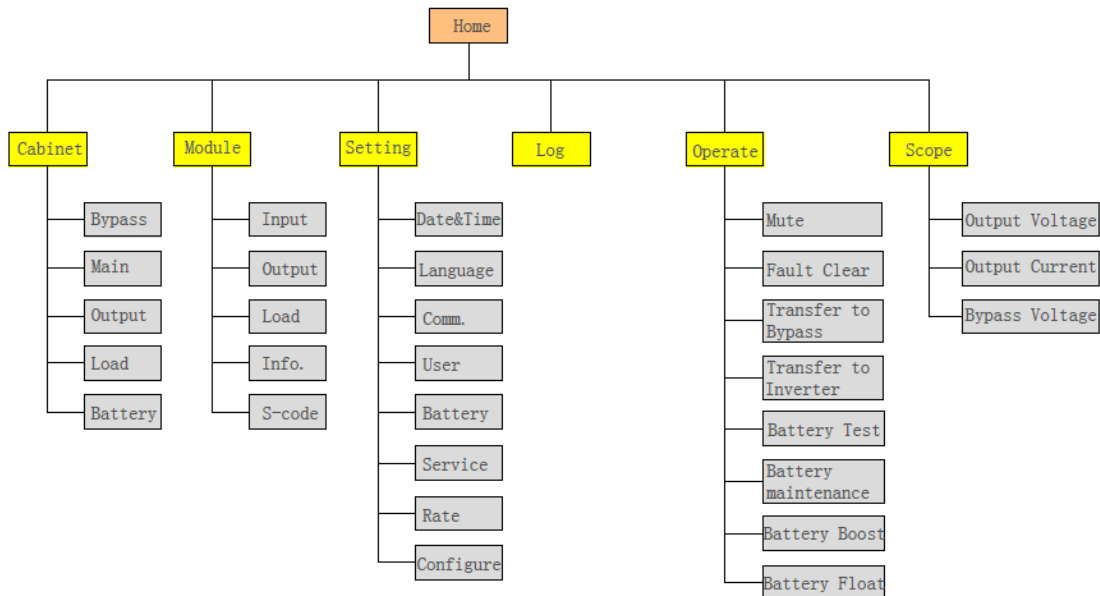 Home
Cabinet
Module
Setting
Log
Operate
Scope
Bypass
Main
Output
Load
Battery
Input
Output
Load
Info.
S-code
Date&Time
Language
Comm.
User
Battery
Service
Rate
Configure
Mute
Fault Clear
Transfer to
Bypass
Transfer to
Inverter
Battery Test
Battery
maintenance
Battery Boost
Battery Float
Output Voltage
Output Current
Bypass Voltage